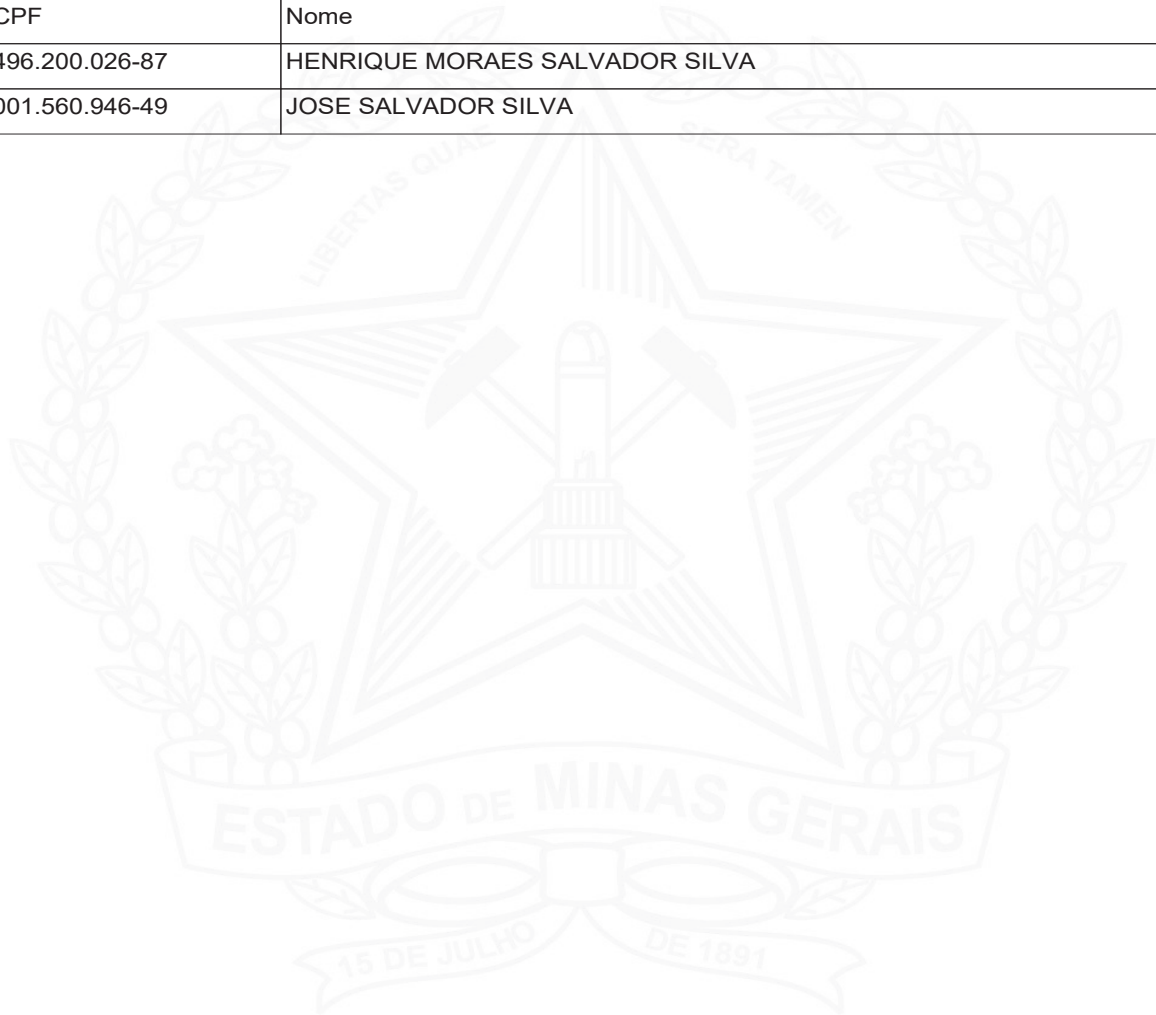 CPF Nome
496.200.026-87 HENRIQUE MORAES SALVADOR SILVA
001.560.946-49 JOSE SALVADOR SILVA
LIBERTAS QUAE SERA TAMEN
ESTADO DE MINAS GERAIS
15 DE JULHO DE 1891